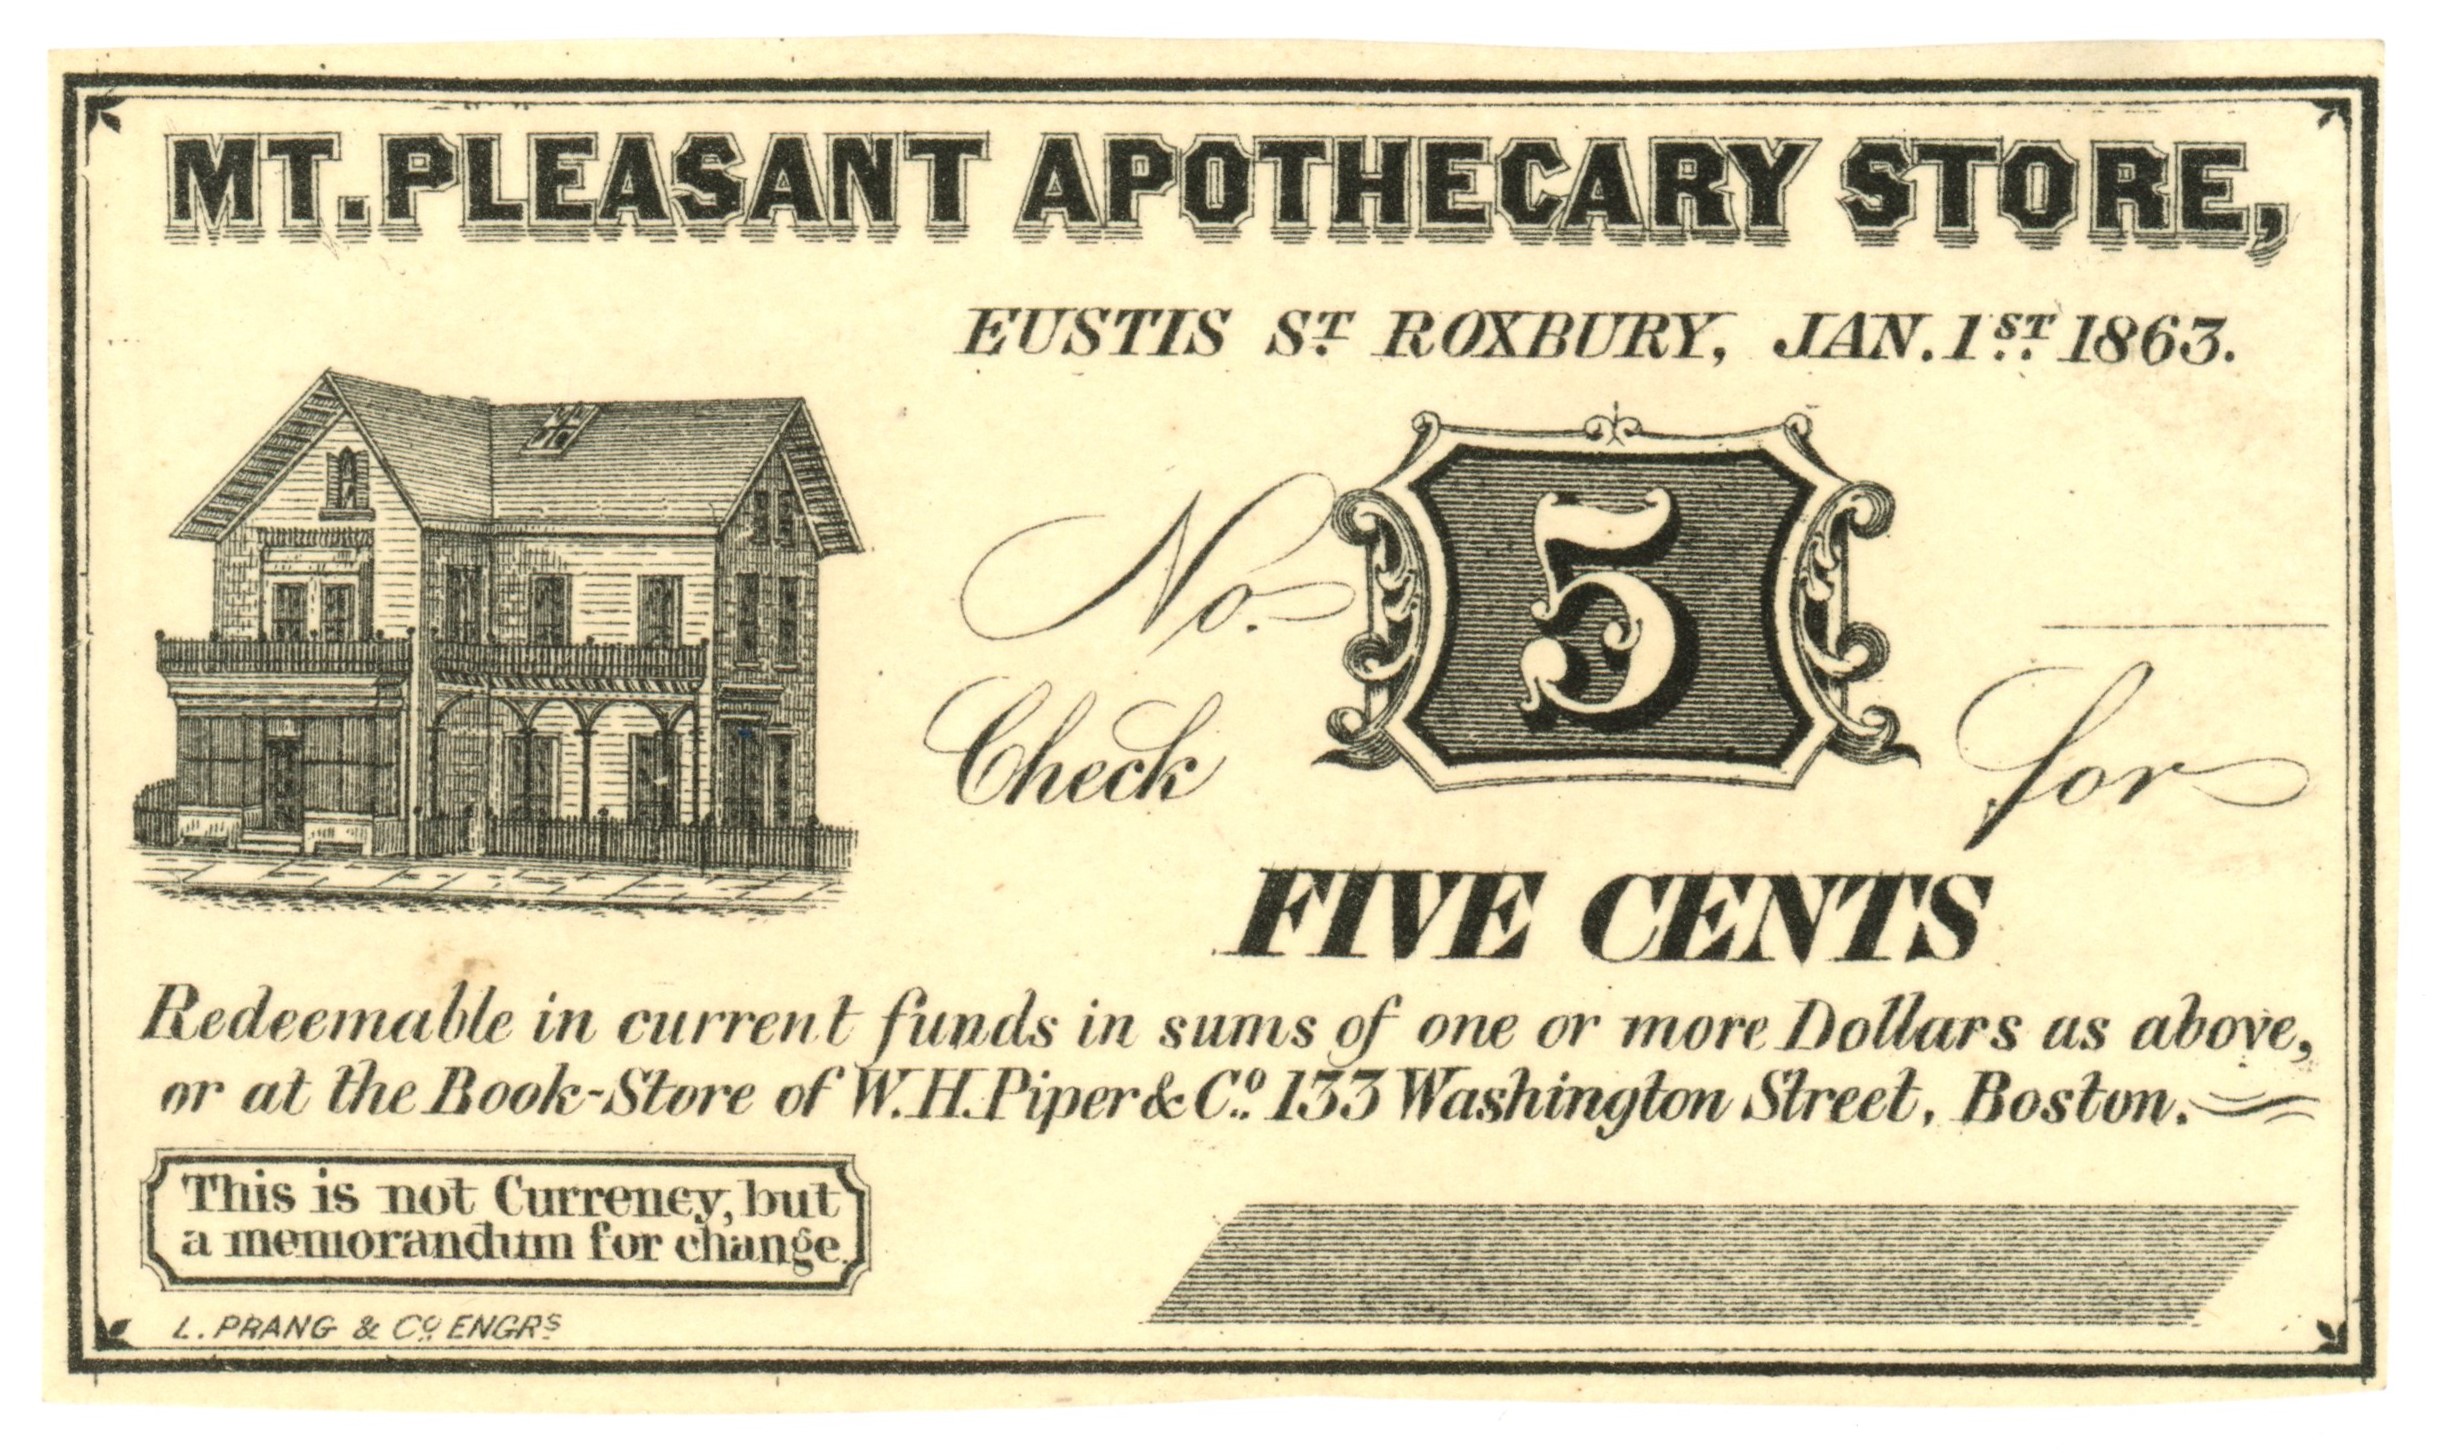 MT. PLEASANT APOTHECARY STORE,
EUSTIS ST. ROXBURY, JAN. 1ST. 1863.
No.
5
Check for
FIVE CENTS
Redeemable in current funds in sums of one or more Dollars as above,
or at the Book-Store of W.H.Piper & Co. 133 Washington Street, Boston.
This is not Currency, but
a memorandum for change.
L. PRANG & Co. ENGRS